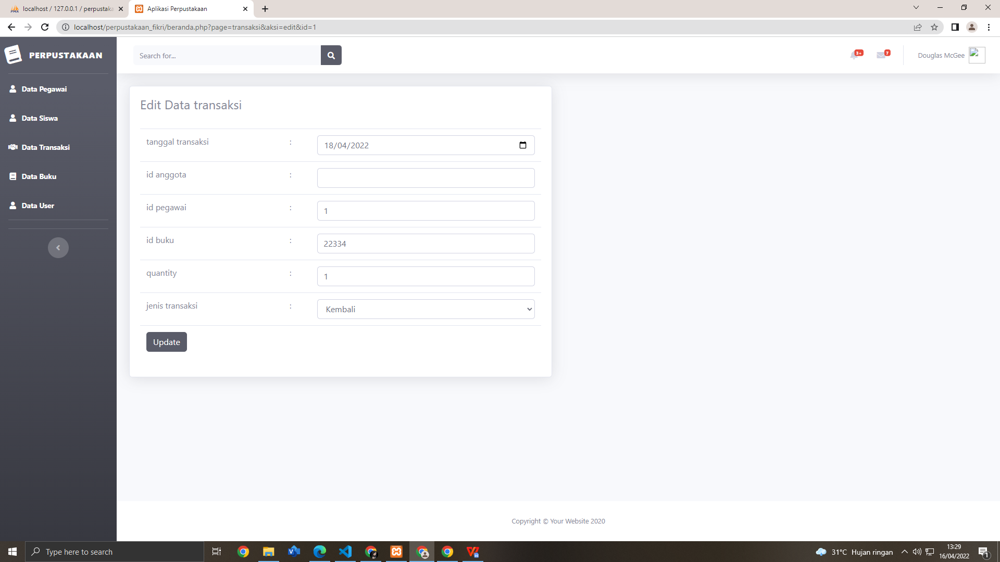 localhost / 127.0.0.1 / perpustaka
Aplikasi Perpustakaan
localhost/perpustakaan_fikri/beranda.php?page=transaksi&aksi=edit&id=1
PERPUSTAKAAN
Search for...
3+
7
Douglas McGee
Data Pegawai
Data Siswa
Data Transaksi
Data Buku
Data User
Edit Data transaksi
tanggal transaksi : 18/04/2022
id anggota :
id pegawai : 1
id buku : 22334
quantity : 1
jenis transaksi : Kembali
Update
Copyright © Your Website 2020
Type here to search
31°C Hujan ringan
13:29
16/04/2022
1